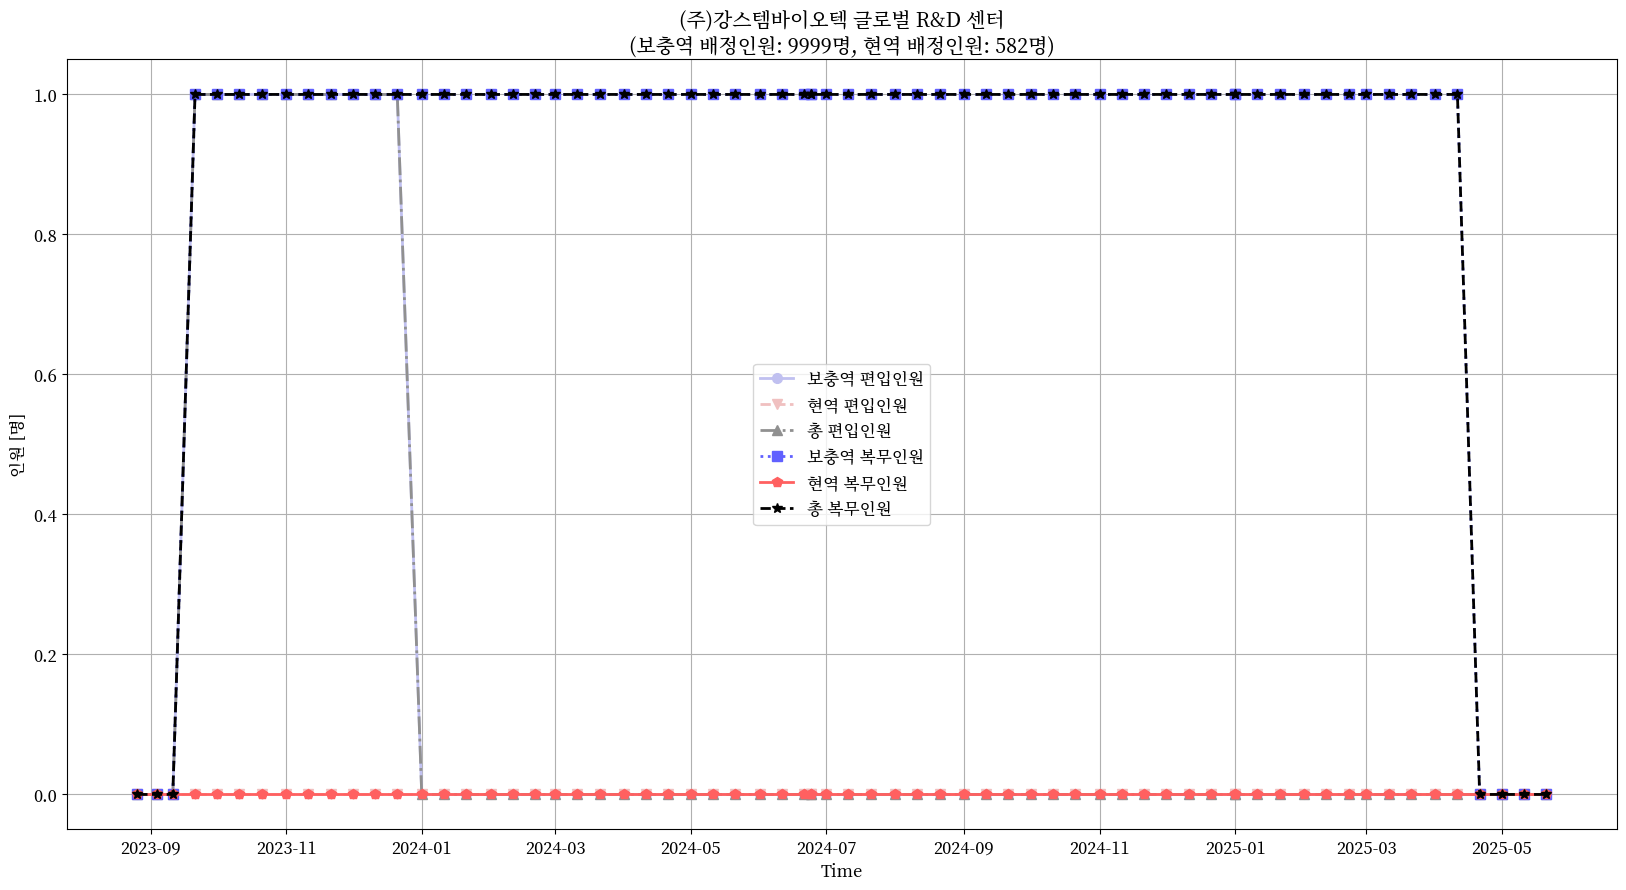 (주)강스템바이오텍 글로벌 R&D 센터
(보충역 배정인원: 9999명, 현역 배정인원: 582명)
인원 [명]
1.0
0.8
0.6
0.4
0.2
0.0
보충역 편입인원
현역 편입인원
총 편입인원
보충역 복무인원
현역 복무인원
총 복무인원
2023-09
2023-11
2024-01
2024-03
2024-05
2024-07
2024-09
2024-11
2025-01
2025-03
2025-05
Time